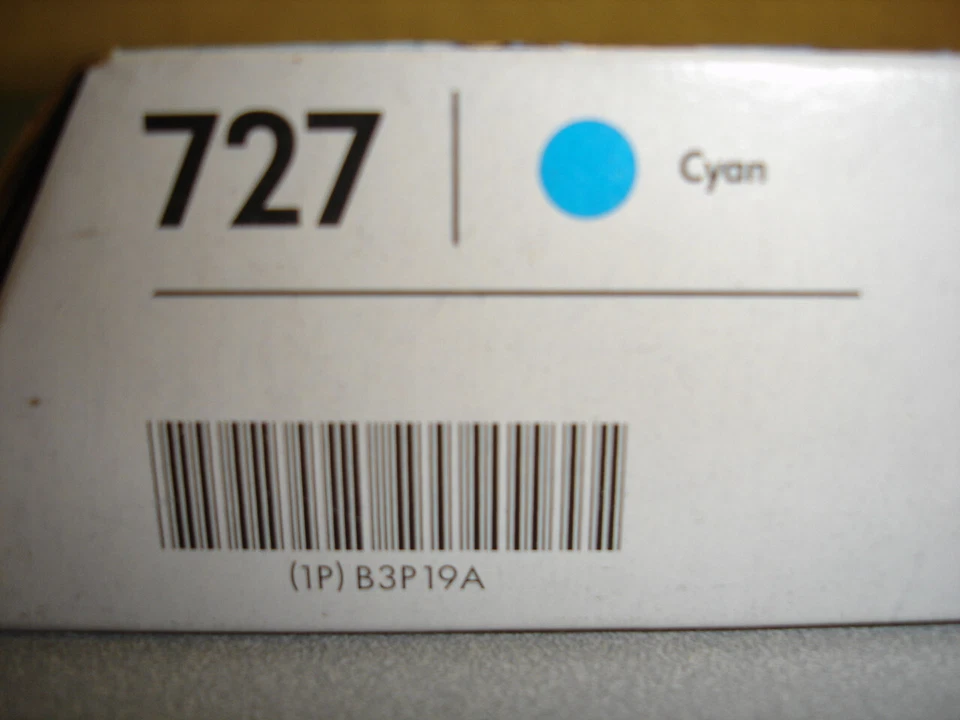 727 Cyan
(1P) B3P19A